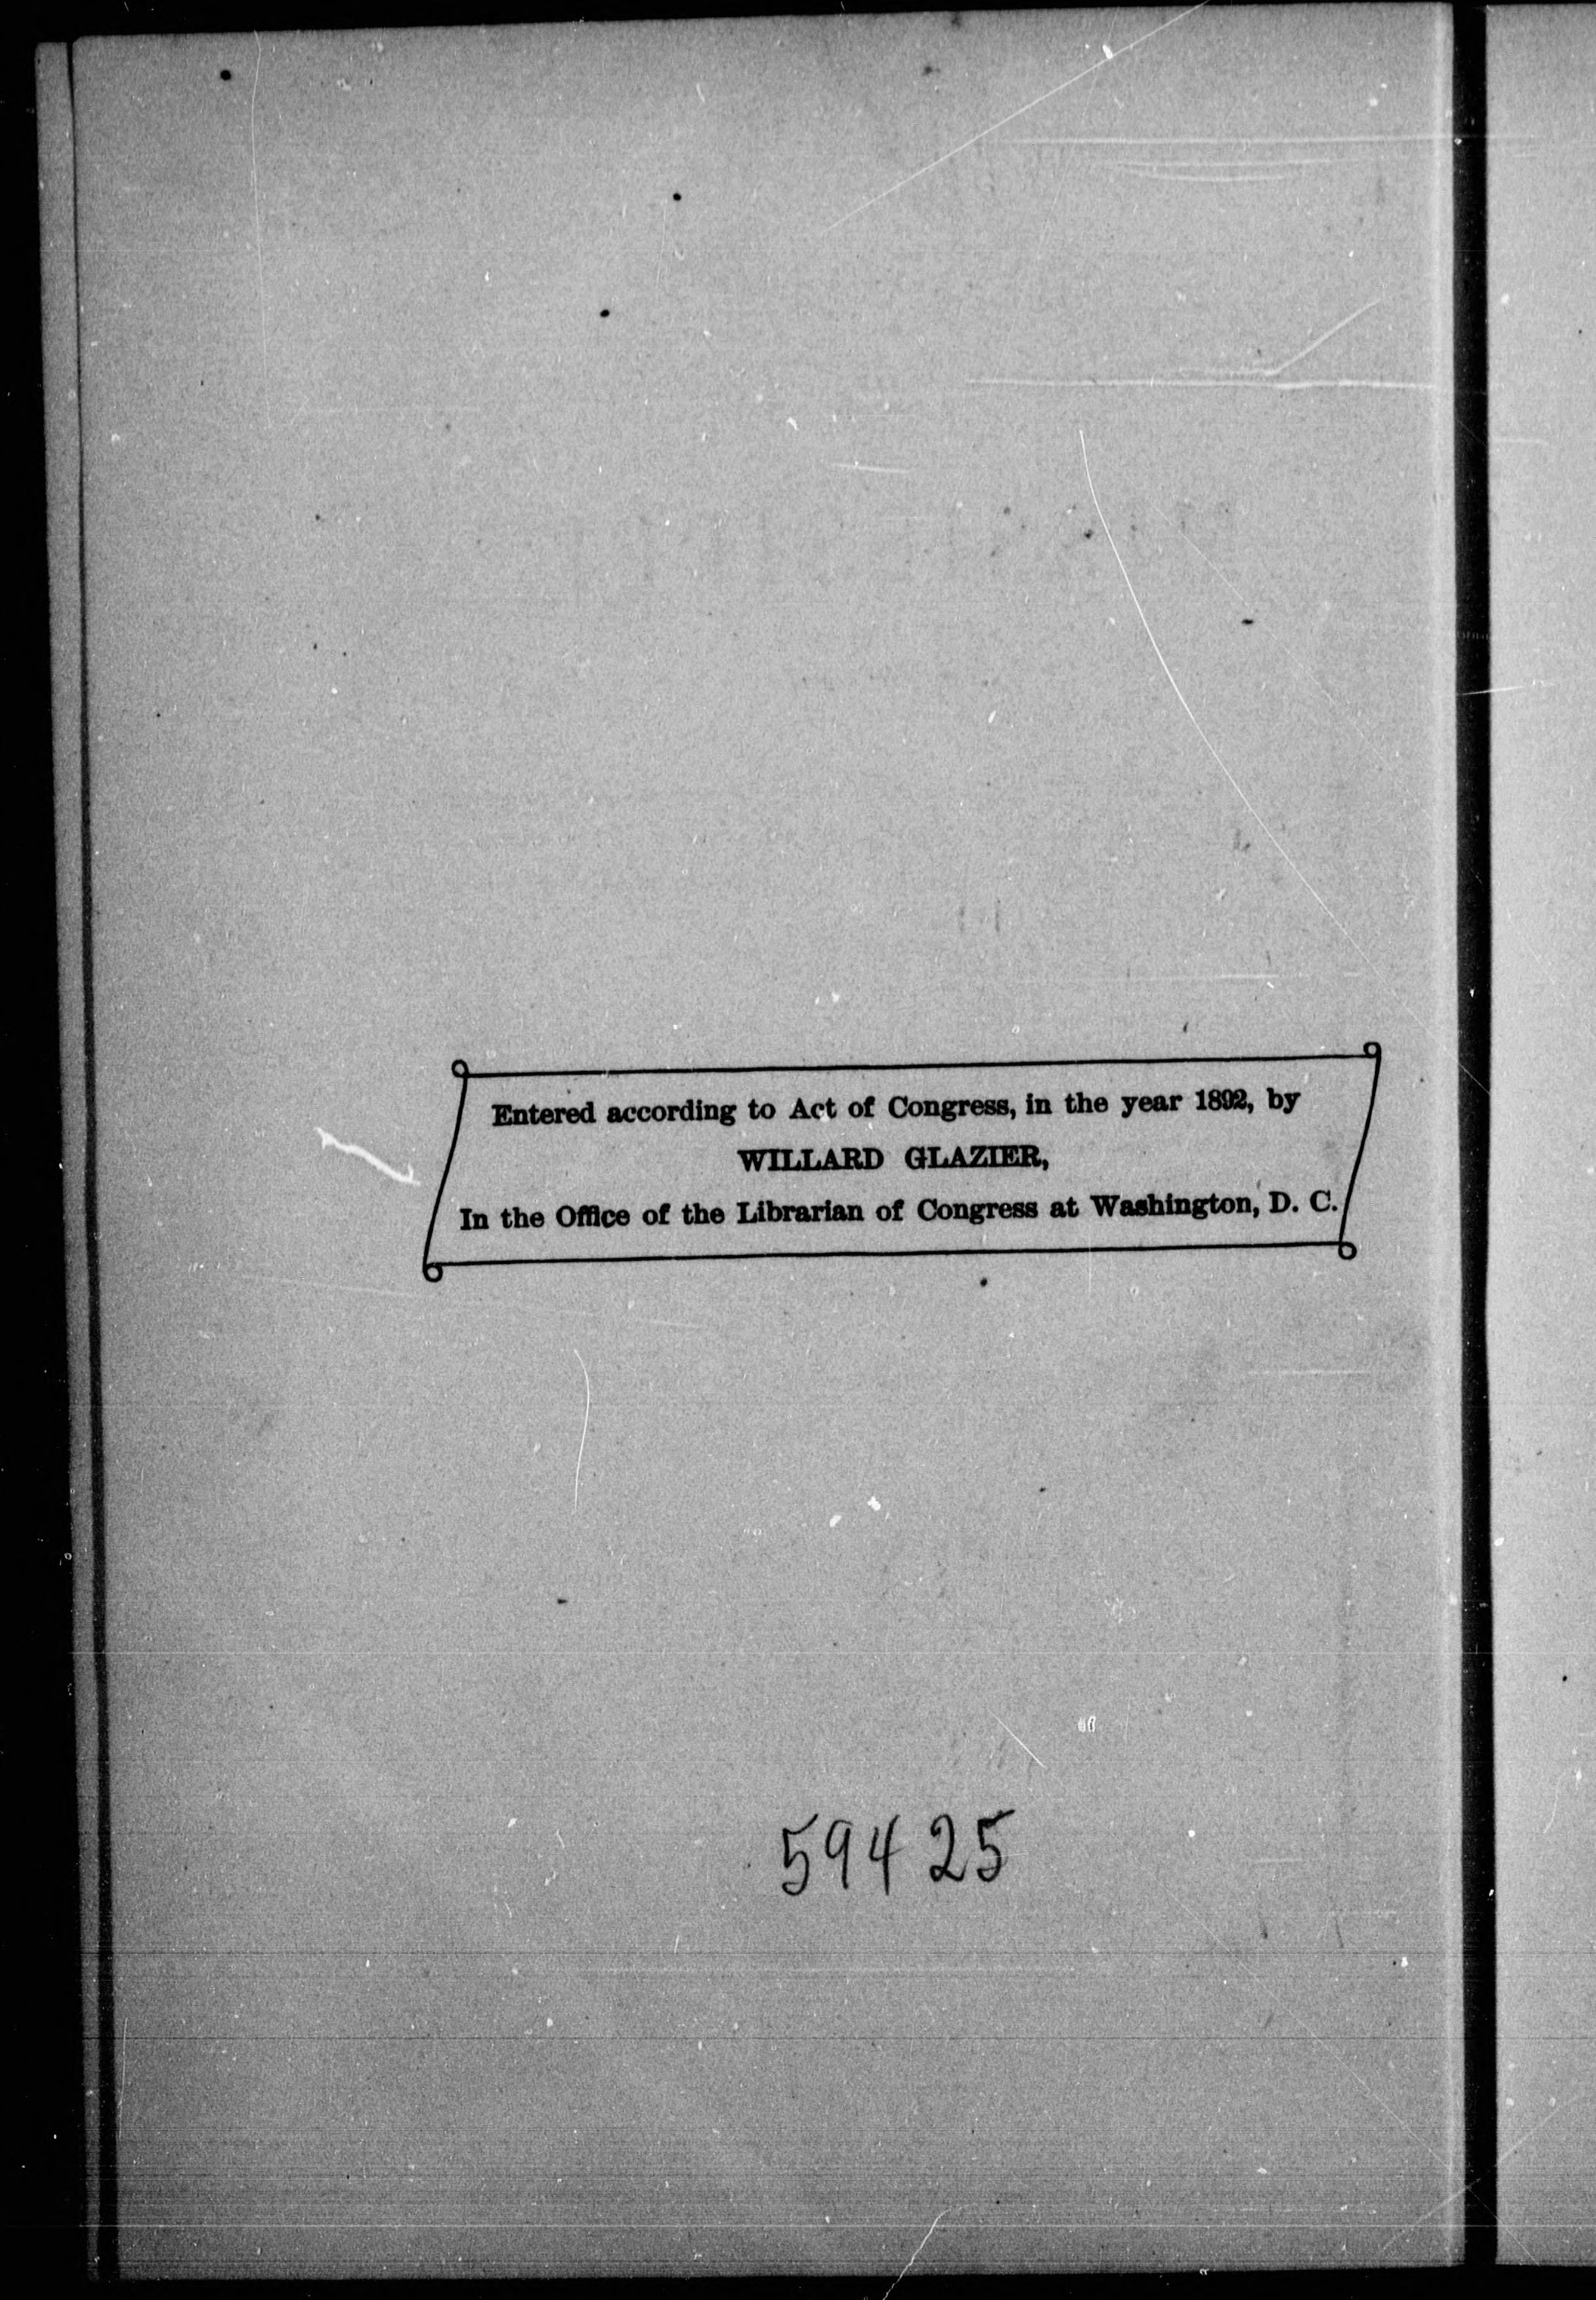 Entered according to Act of Congress, in the year 1892, by
WILLARD GLAZIER,
In the Office of the Librarian of Congress at Washington, D. C.
59425